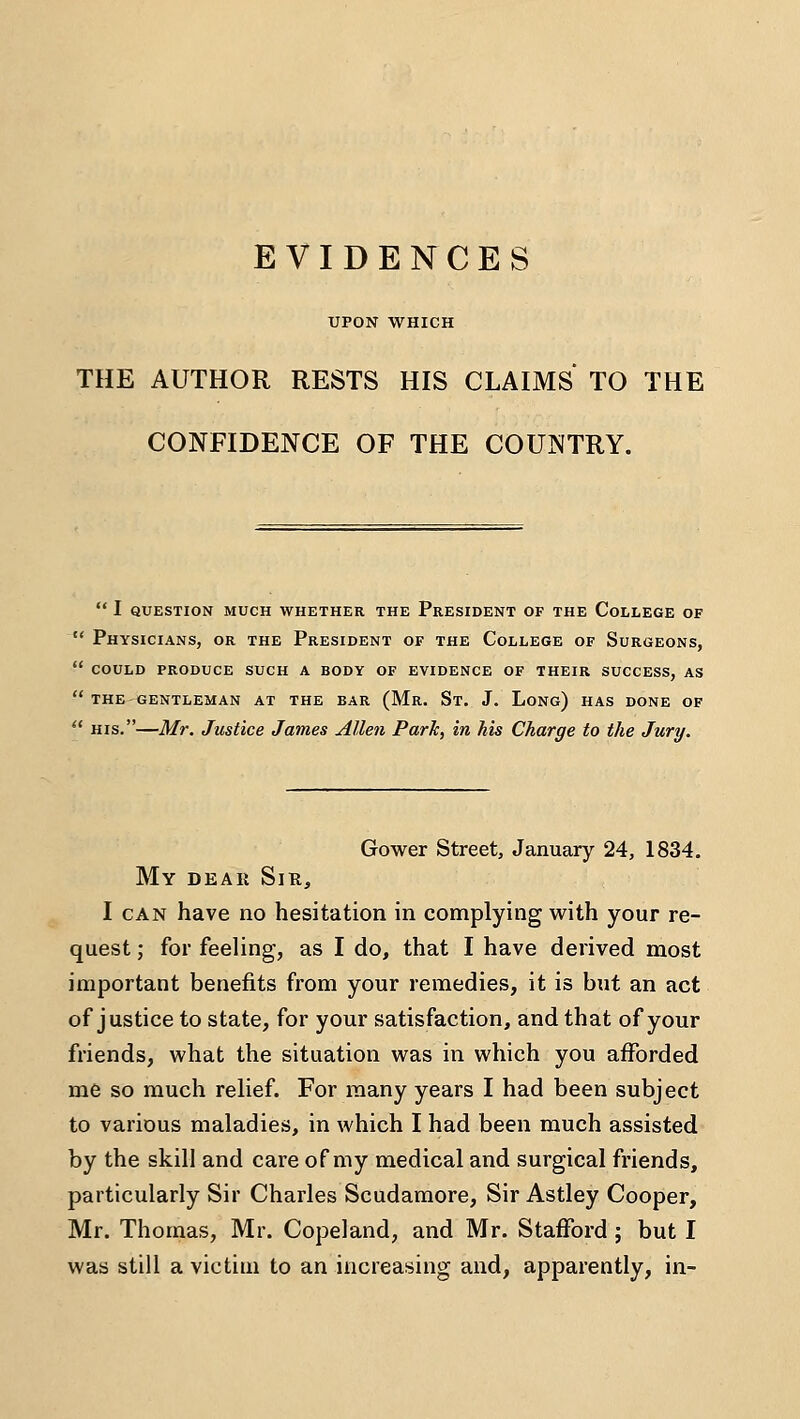 EVIDENCES
UPON WHICH
THE AUTHOR RESTS HIS CLAIMS TO THE
CONFIDENCE OF THE COUNTRY.
“ I QUESTION MUCH WHETHER THE PRESIDENT OF THE COLLEGE OF
“ PHYSICIANS, OR THE PRESIDENT OF THE COLLEGE OF SURGEONS,
“ COULD PRODUCE SUCH A BODY OF EVIDENCE OF THEIR SUCCESS, AS
“ THE GENTLEMAN AT THE BAR (MR. ST. J. LONG) HAS DONE OF
“ HIS.”—Mr. Justice James Allen Park, in his Charge to the Jury.
Gower Street, January 24, 1834.
MY DEAR SIR,
I CAN have no hesitation in complying with your re-
quest; for feeling, as I do, that I have derived most
important benefits from your remedies, it is but an act
of justice to state, for your satisfaction, and that of your
friends, what the situation was in which you afforded
me so much relief. For many years I had been subject
to various maladies, in which I had been much assisted
by the skill and care of my medical and surgical friends,
particularly Sir Charles Scudamore, Sir Astley Cooper,
Mr. Thomas, Mr. Copeland, and Mr. Stafford; but I
was still a victim to an increasing and, apparently, in-